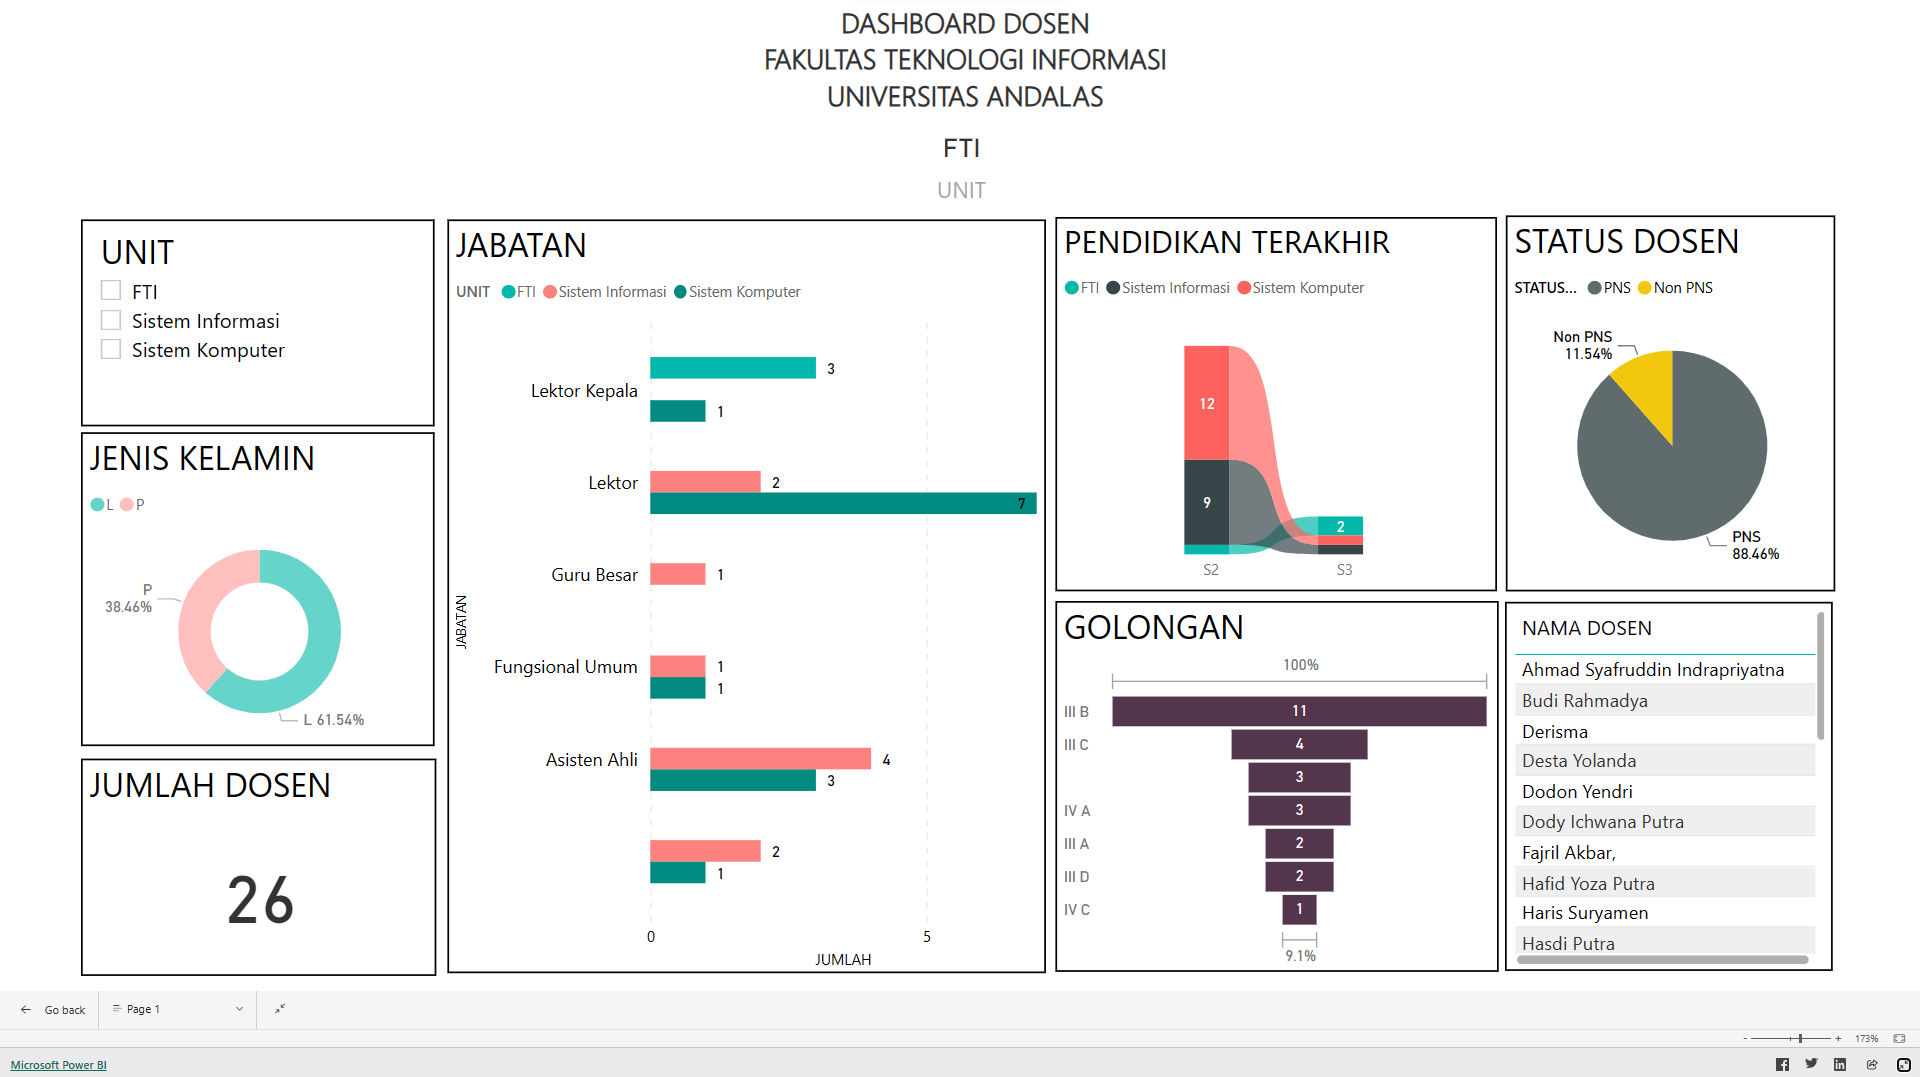 DASHBOARD DOSEN
FAKULTAS TEKNOLOGI INFORMASI
UNIVERSITAS ANDALAS
FTI
UNIT
UNIT
FTI
Sistem Informasi
Sistem Komputer
JENIS KELAMIN
L P
P
38.46%
L 61.54%
JUMLAH DOSEN
26
JABATAN
UNIT FTI Sistem Informasi Sistem Komputer
JABATAN
Lektor Kepala
3
1
Lektor
2
7
Guru Besar
1
Fungsional Umum
1
1
Asisten Ahli
4
3
2
1
0 5
JUMLAH
PENDIDIKAN TERAKHIR
FTI Sistem Informasi Sistem Komputer
12
9
2
S2 S3
GOLONGAN
100%
III B 11
III C 4
3
IV A 3
III A 2
III D 2
IV C 1
9.1%
STATUS DOSEN
STATUS... PNS Non PNS
Non PNS
11.54%
PNS
88.46%
NAMA DOSEN
Ahmad Syafruddin Indrapriyatna
Budi Rahmadya
Derisma
Desta Yolanda
Dodon Yendri
Dody Ichwana Putra
Fajril Akbar,
Hafid Yoza Putra
Haris Suryamen
Hasdi Putra
Go back Page 1
- + 173%
Microsoft Power BI